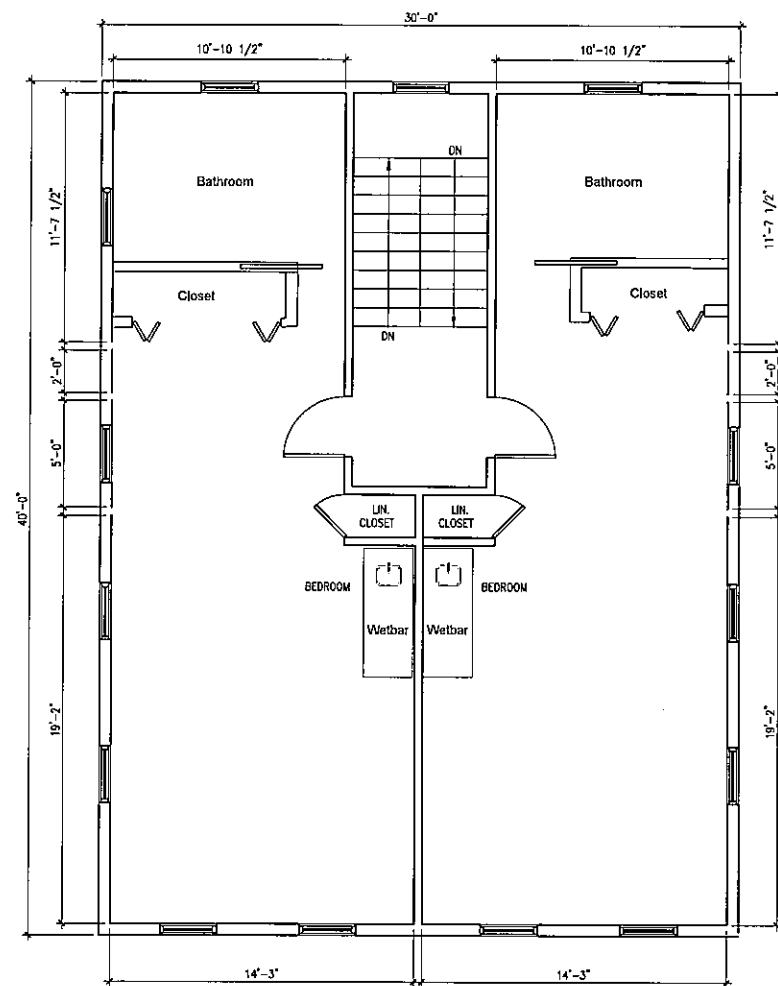 30'-0"
10'-10 1/2"
10'-10 1/2"
DN
Bathroom
Bathroom
11'-7 1/2"
11'-7 1/2"
Closet
Closet
DN
2'-0"
2'-0"
5'-0"
5'-0"
40'-0"
LIN.
CLOSET
LIN.
CLOSET
BEDROOM
BEDROOM
Wetbar
Wetbar
19'-2"
19'-2"
14'-3"
14'-3"